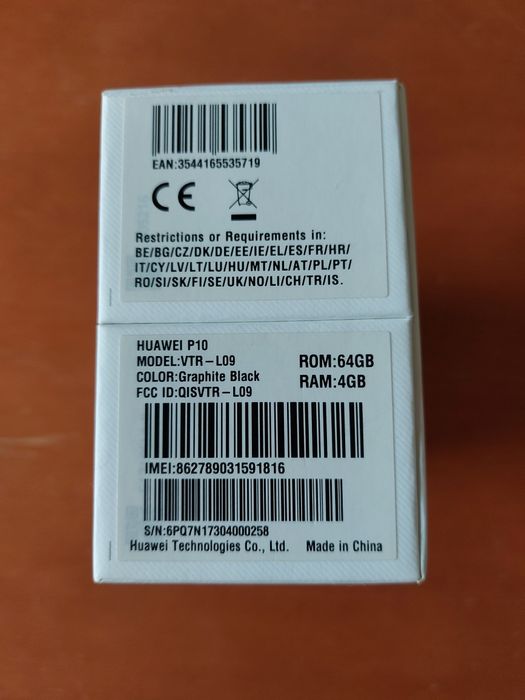 EAN:3544165535719
CE
Restrictions or Requirements in:
BE/BG/CZ/DK/DE/EE/IE/EL/ES/FR/HR/
IT/CY/LV/LT/LU/HU/MT/NL/AT/PL/PT/
RO/SI/SK/FI/SE/UK/NO/LI/CH/TR/IS.
HUAWEI P10
MODEL:VTR-L09 ROM:64GB
COLOR:Graphite Black RAM:4GB
FCC ID:QISVTR-L09
IMEI:862789031591816
S/N:6PQ7N17304000258
Huawei Technologies Co., Ltd. Made in China